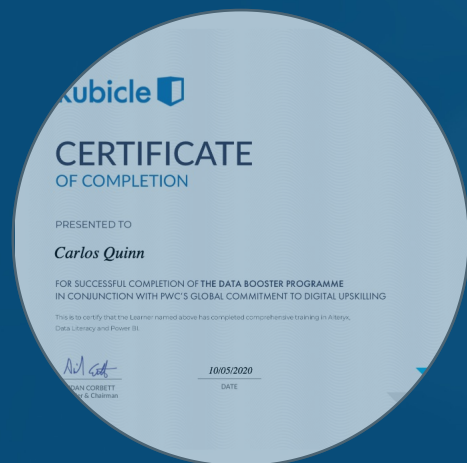 kubicle
CERTIFICATE
OF COMPLETION
PRESENTED TO
Carlos Quinn
FOR SUCCESSFUL COMPLETION OF THE DATA BOOSTER PROGRAMME
IN CONJUNCTION WITH PWC'S GLOBAL COMMITMENT TO DIGITAL UPSKILLING
This is to certify that the Learner named above has completed comprehensive training in Alteryx,
Data Literacy and Power BI.
10/05/2020
CORBETT
DATE
& Chairman